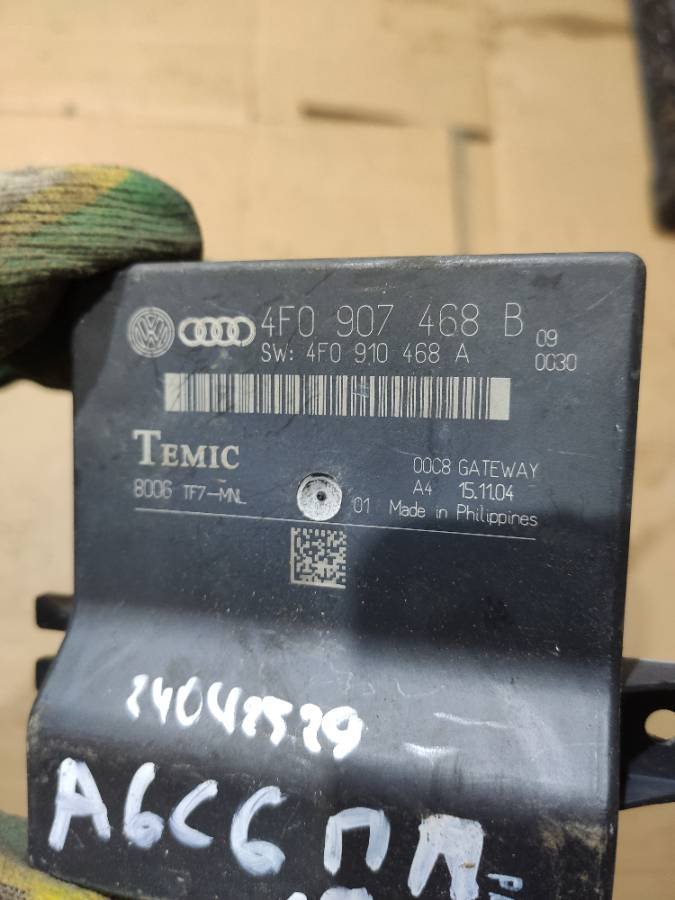 4F0 907 468 B 09
SW: 4F0 910 468 A 0030
TEMIC 00C8 GATEWAY
8006 TF7-MNL A4 15.11.04
01 Made in Philippines
24042529
A6C6 ПП